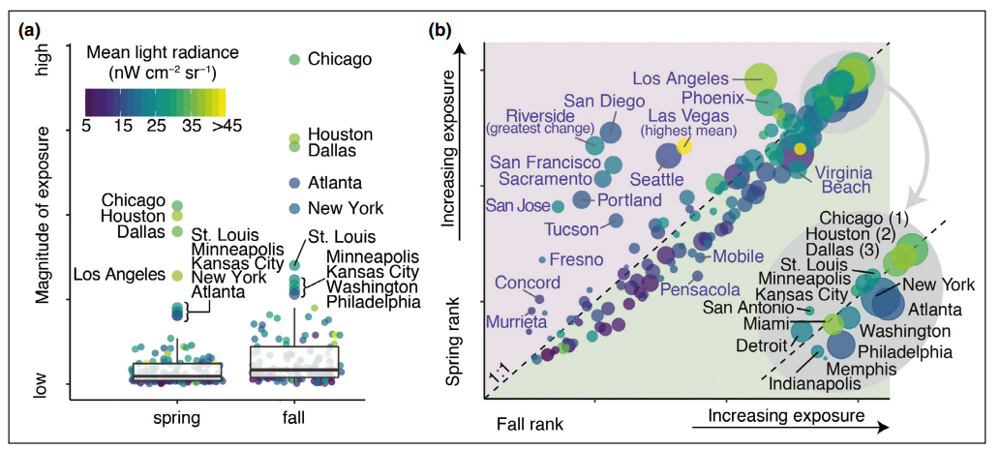 (a)
high
Magnitude of exposure
low
Mean light radiance
(nW cm⁻² sr⁻¹)
5 15 25 35 >45
Chicago
Houston
Dallas
Los Angeles
St. Louis
Minneapolis
Kansas City
New York
Atlanta
Chicago
Houston
Dallas
Atlanta
New York
St. Louis
Minneapolis
Kansas City
Washington
Philadelphia
spring
fall
(b)
Increasing exposure
Spring rank
Los Angeles
Phoenix
San Diego
Riverside
(greatest change)
Las Vegas
(highest mean)
San Francisco
Sacramento
Seattle
Virginia
Beach
San Jose
Portland
Tucson
Fresno
Mobile
Concord
Pensacola
Murrieta
1:1
Chicago (1)
Houston (2)
Dallas (3)
St. Louis
Minneapolis
Kansas City
New York
San Antonio
Atlanta
Miami
Washington
Detroit
Philadelphia
Memphis
Indianapolis
Fall rank
Increasing exposure